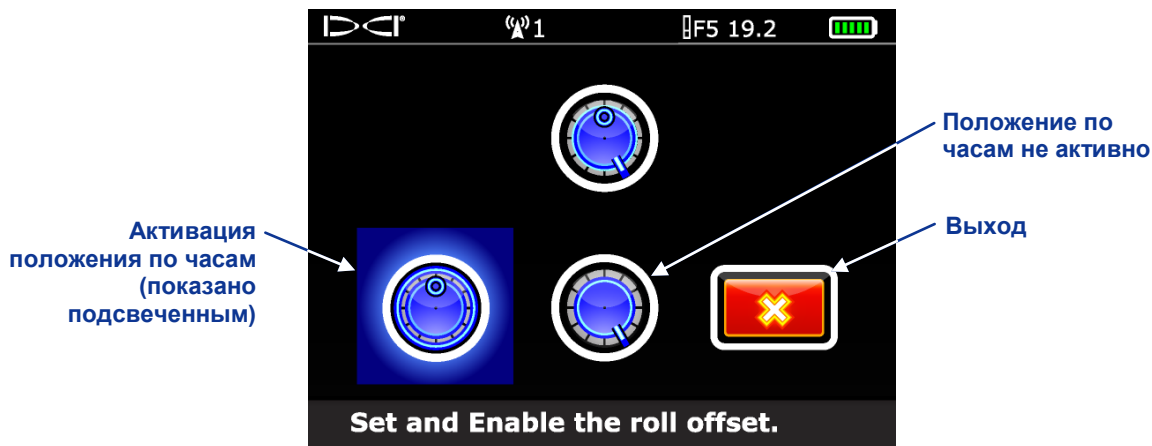 DCI®
1
F5 19.2
Положение по
часам не активно
Выход
Активация
положения по часам
(показано
подсвеченным)
Set and Enable the roll offset.